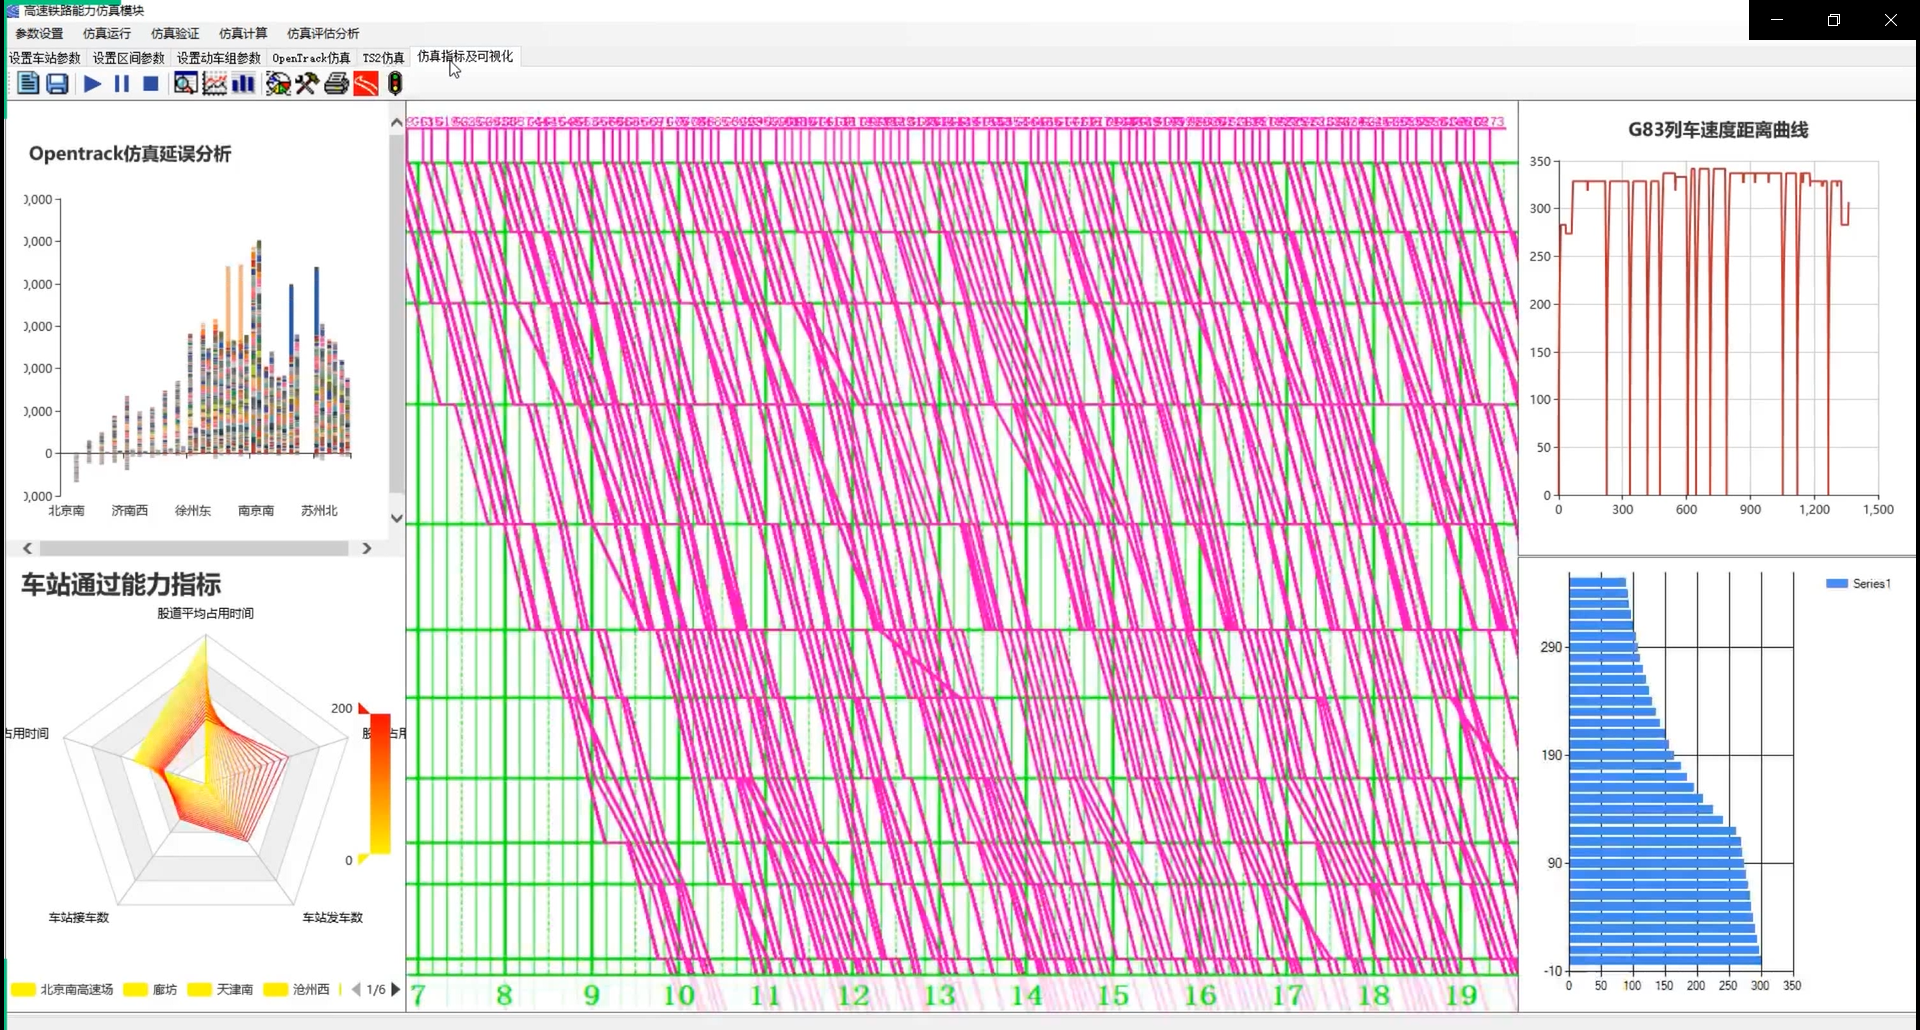 高速铁路能力仿真模块
参数设置 仿真运行 仿真验证 仿真计算 仿真评估分析
设置车站参数 设置区间参数 设置动车组参数 OpenTrack仿真 TS2仿真 仿真指标及可视化
Opentrack仿真延误分析
0,000
0,000
0,000
0,000
0,000
0,000
0
0,000
北京南 济南西 徐州东 南京南 苏州北
车站通过能力指标
股道平均占用时间
占用时间
股 占用
200
0
车站接车数 车站发车数
北京南高速场 廊坊 天津南 沧州西 1/6
7 8 9 10 11 12 13 14 15 16 17 18 19
G83列车速度距离曲线
350
300
250
200
150
100
50
0
0 300 600 900 1,200 1,500
Series1
290
190
90
-10
0 50 100 150 200 250 300 350